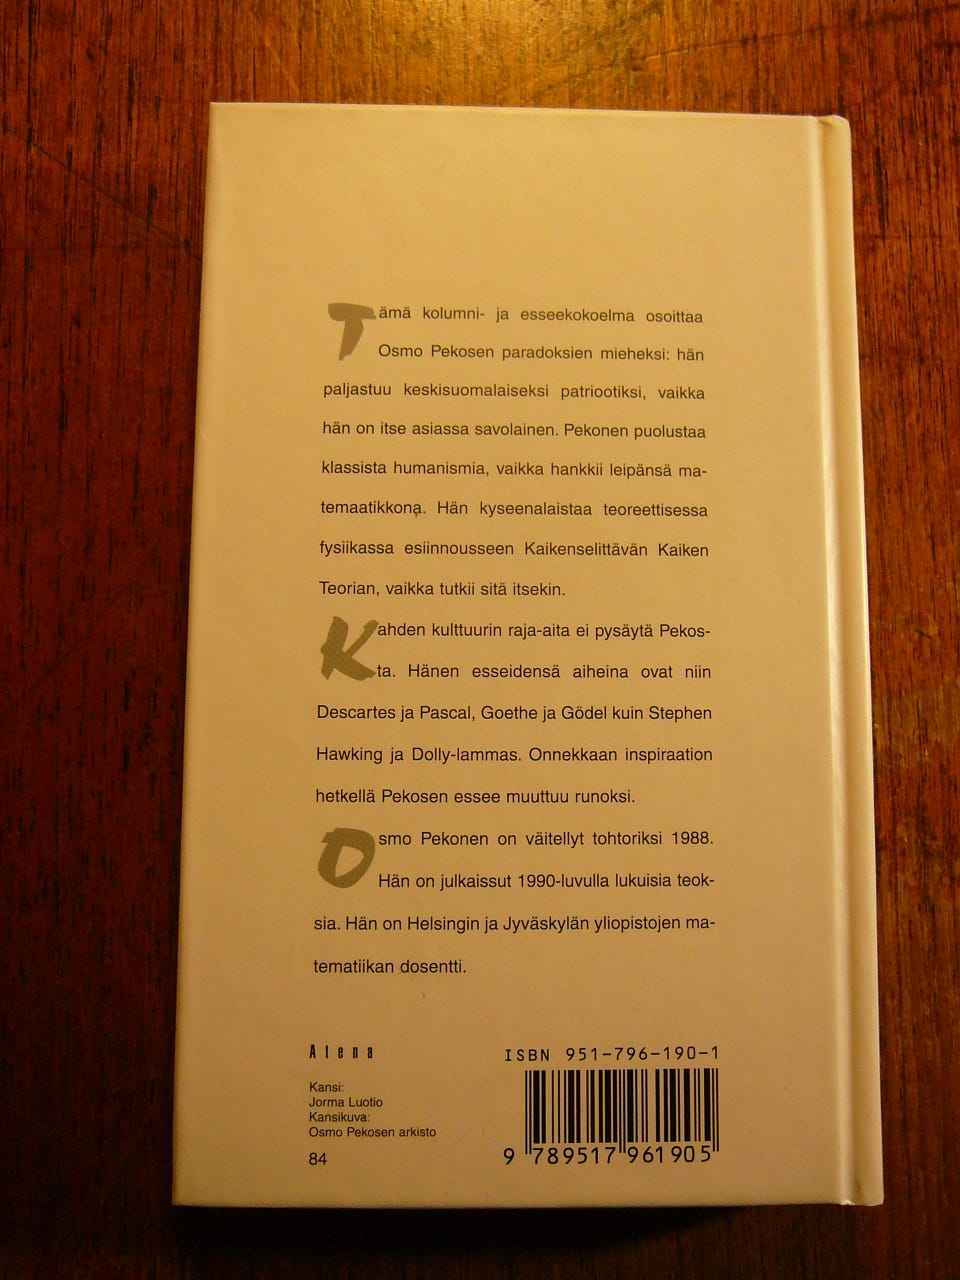 Tämä kolumni- ja esseekokoelma osoittaa
Osmo Pekosen paradoksien mieheksi: hän
paljastuu keskisuomalaiseksi patriootiksi, vaikka
hän on itse asiassa savolainen. Pekonen puolustaa
klassista humanismia, vaikka hankkii leipänsä ma-
temaatikkona. Hän kyseenalaistaa teoreettisessa
fysiikassa esiinnousseen Kaikenselittävän Kaiken
Teorian, vaikka tutkii sitä itsekin.
Kahden kulttuurin raja-aita ei pysäytä Pekos-
ta. Hänen esseidensä aiheina ovat niin
Descartes ja Pascal, Goethe ja Gödel kuin Stephen
Hawking ja Dolly-lammas. Onnekkaan inspiraation
hetkellä Pekosen essee muuttuu runoksi.
Osmo Pekonen on väitellyt tohtoriksi 1988.
Hän on julkaissut 1990-luvulla lukuisia teok-
sia. Hän on Helsingin ja Jyväskylän yliopistojen ma-
tematiikan dosentti.
Atena
Kansi:
Jorma Luotio
Kansikuva:
Osmo Pekosen arkisto
84
ISBN 951-796-190-1
9 789517 961905